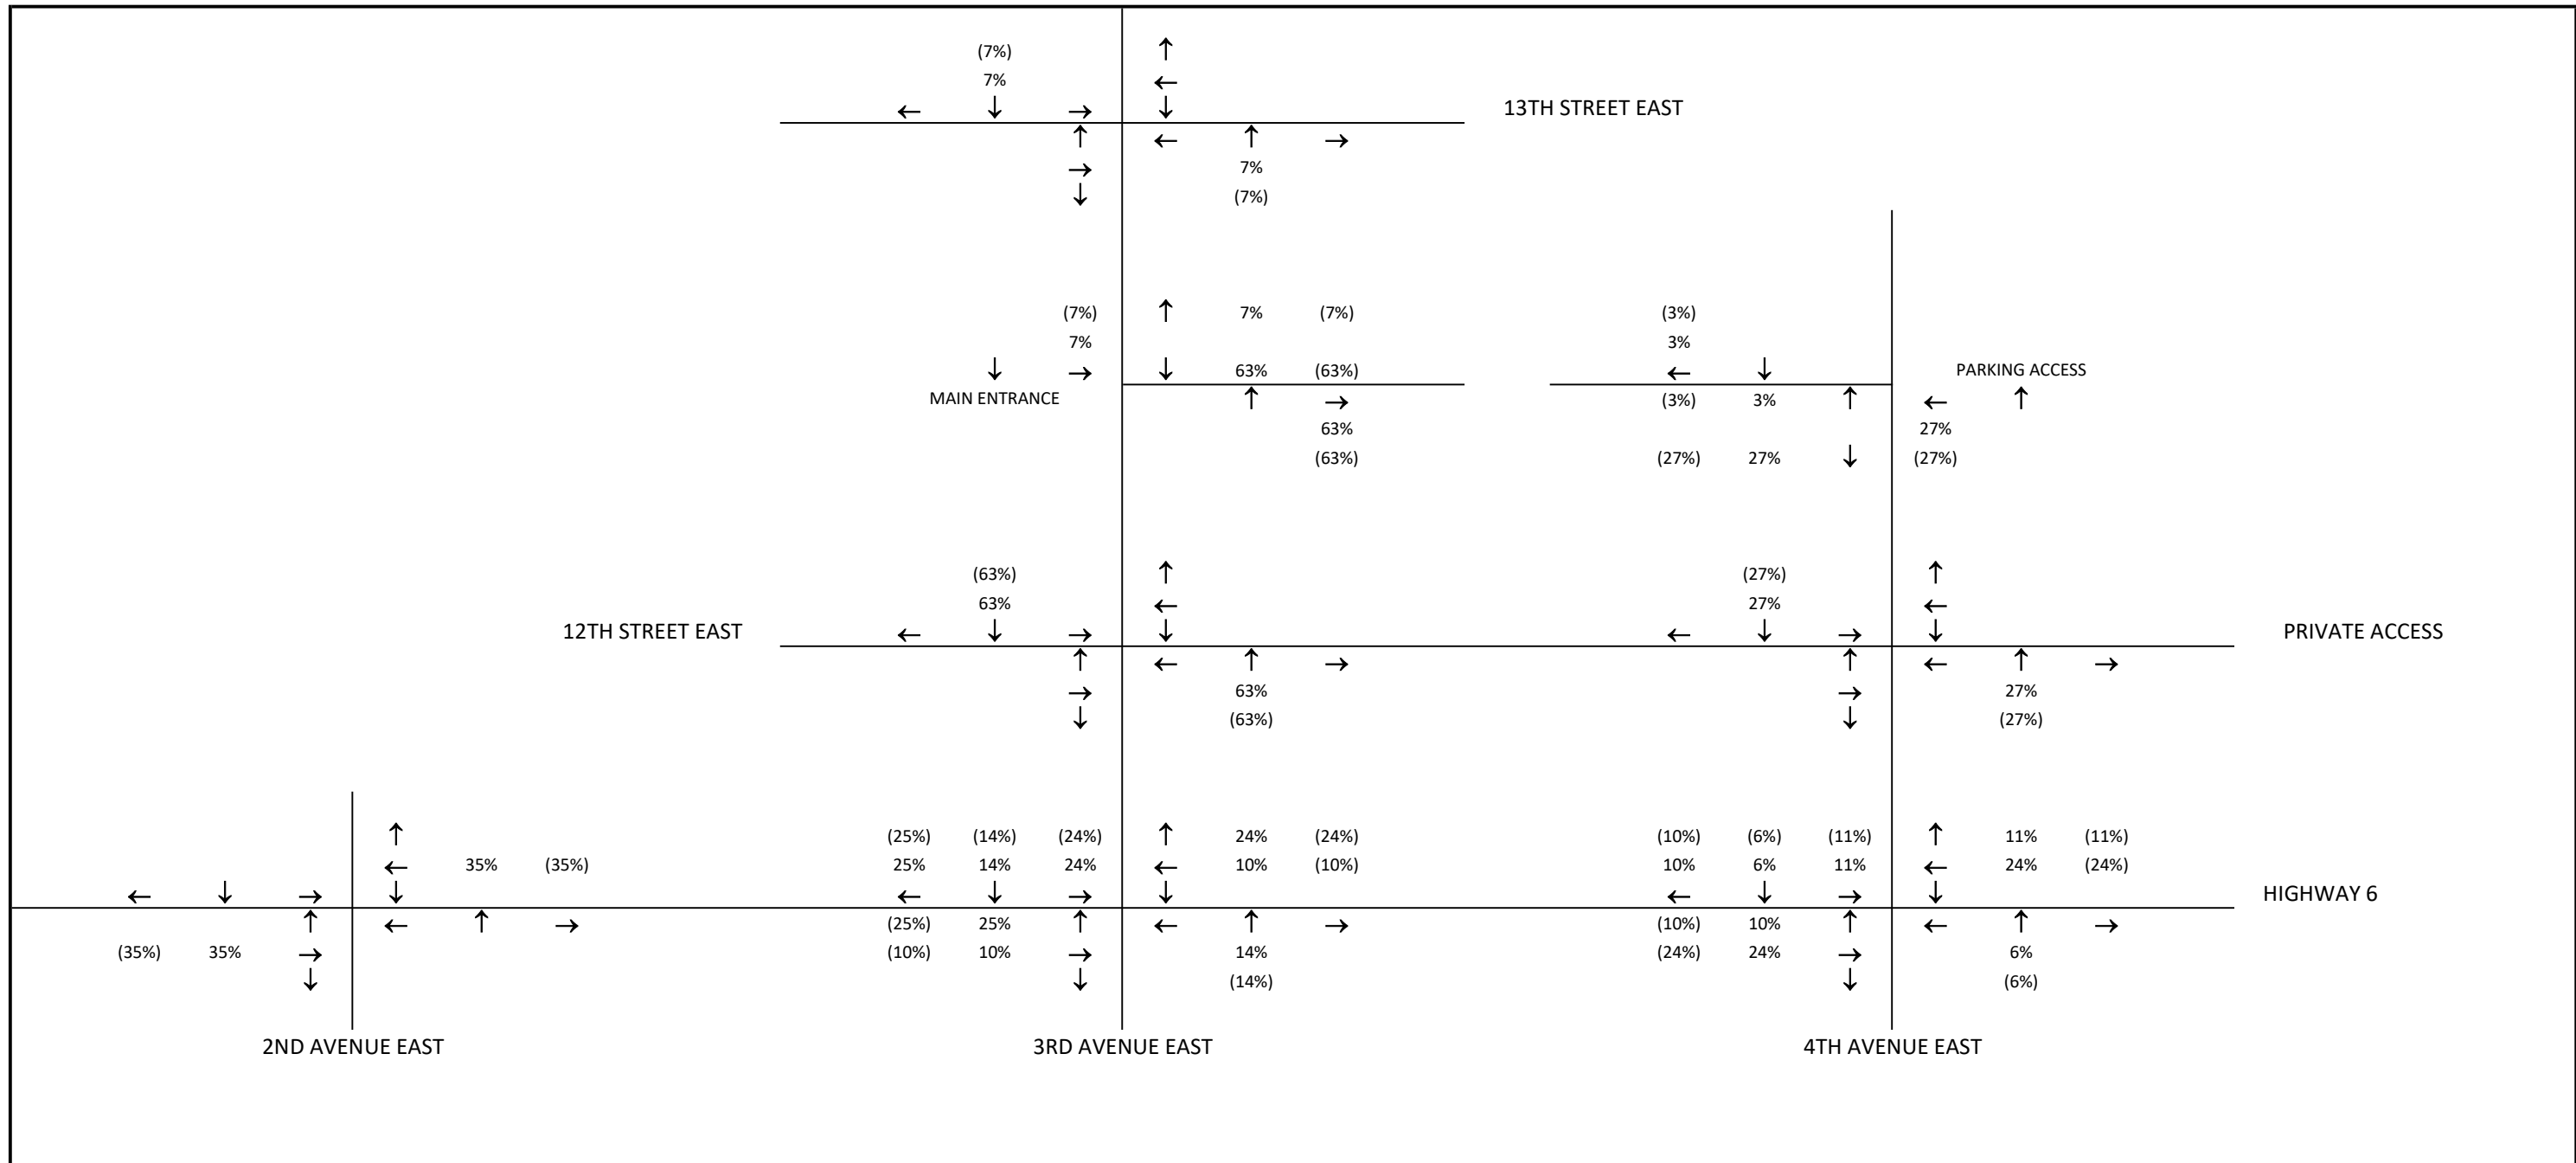 (7%)
7%
13TH STREET EAST
7%
(7%)
(7%) 7% (7%) (3%)
7% 3%
63% (63%) PARKING ACCESS
MAIN ENTRANCE (3%) 3%
63% 27%
(63%) (27%) 27% (27%)
(63%) (27%)
63% 27%
12TH STREET EAST PRIVATE ACCESS
63% 27%
(63%) (27%)
(25%) (14%) (24%) 24% (24%) (10%) (6%) (11%) 11% (11%)
35% (35%) 25% 14% 24% 10% (10%) 10% 6% 11% 24% (24%)
HIGHWAY 6
(25%) 25% (10%) 10%
(35%) 35% (10%) 10% 14% (24%) 24% 6%
(14%) (6%)
2ND AVENUE EAST 3RD AVENUE EAST 4TH AVENUE EAST